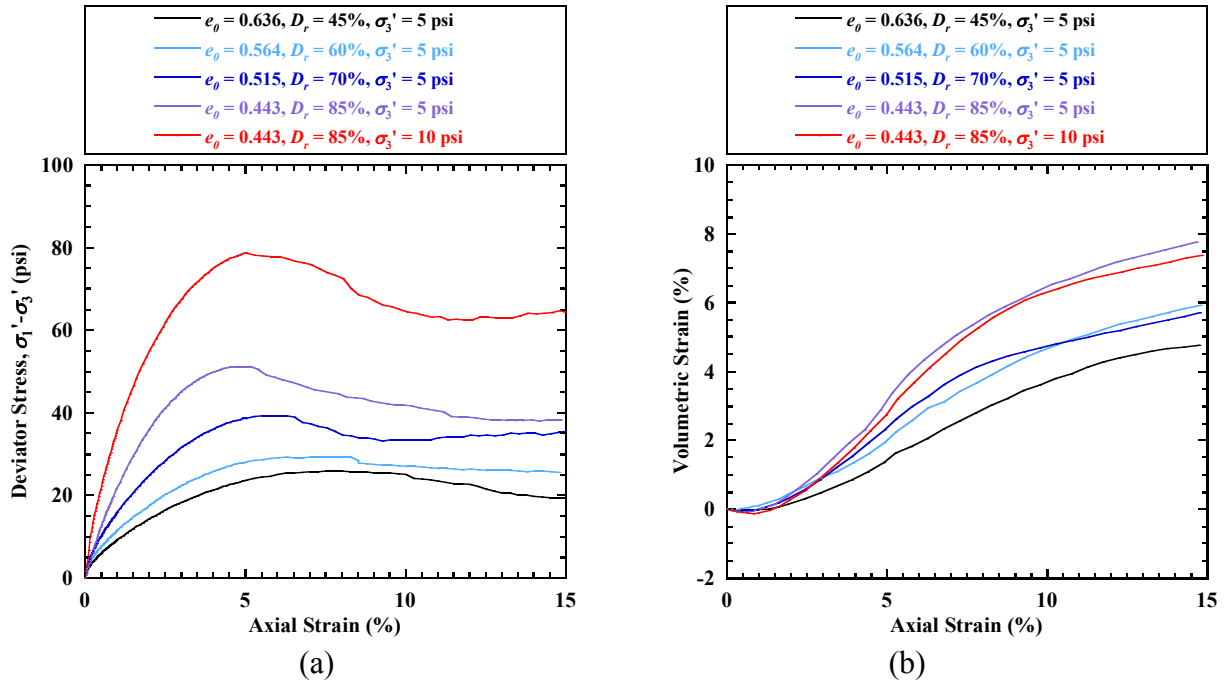 e0 = 0.636, Dr = 45%, σ3' = 5 psi
e0 = 0.564, Dr = 60%, σ3' = 5 psi
e0 = 0.515, Dr = 70%, σ3' = 5 psi
e0 = 0.443, Dr = 85%, σ3' = 5 psi
e0 = 0.443, Dr = 85%, σ3' = 10 psi
100
80
60
40
20
0
Deviator Stress, σ1'-σ3' (psi)
0 5 10 15
Axial Strain (%)
(a)
e0 = 0.636, Dr = 45%, σ3' = 5 psi
e0 = 0.564, Dr = 60%, σ3' = 5 psi
e0 = 0.515, Dr = 70%, σ3' = 5 psi
e0 = 0.443, Dr = 85%, σ3' = 5 psi
e0 = 0.443, Dr = 85%, σ3' = 10 psi
10
8
6
4
2
0
-2
Volumetric Strain (%)
0 5 10 15
Axial Strain (%)
(b)